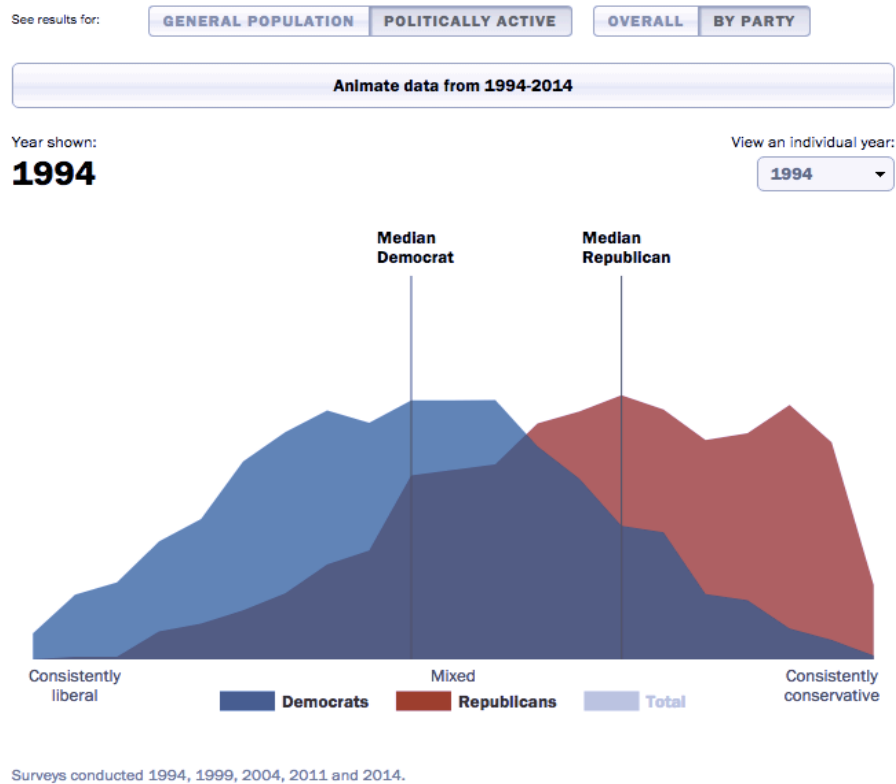 See results for: GENERAL POPULATION POLITICALLY ACTIVE OVERALL BY PARTY
Animate data from 1994-2014
Year shown:
1994
View an individual year:
1994
Median
Democrat
Median
Republican
Consistently
liberal
Mixed
Consistently
conservative
Democrats Republicans Total
Surveys conducted 1994, 1999, 2004, 2011 and 2014.